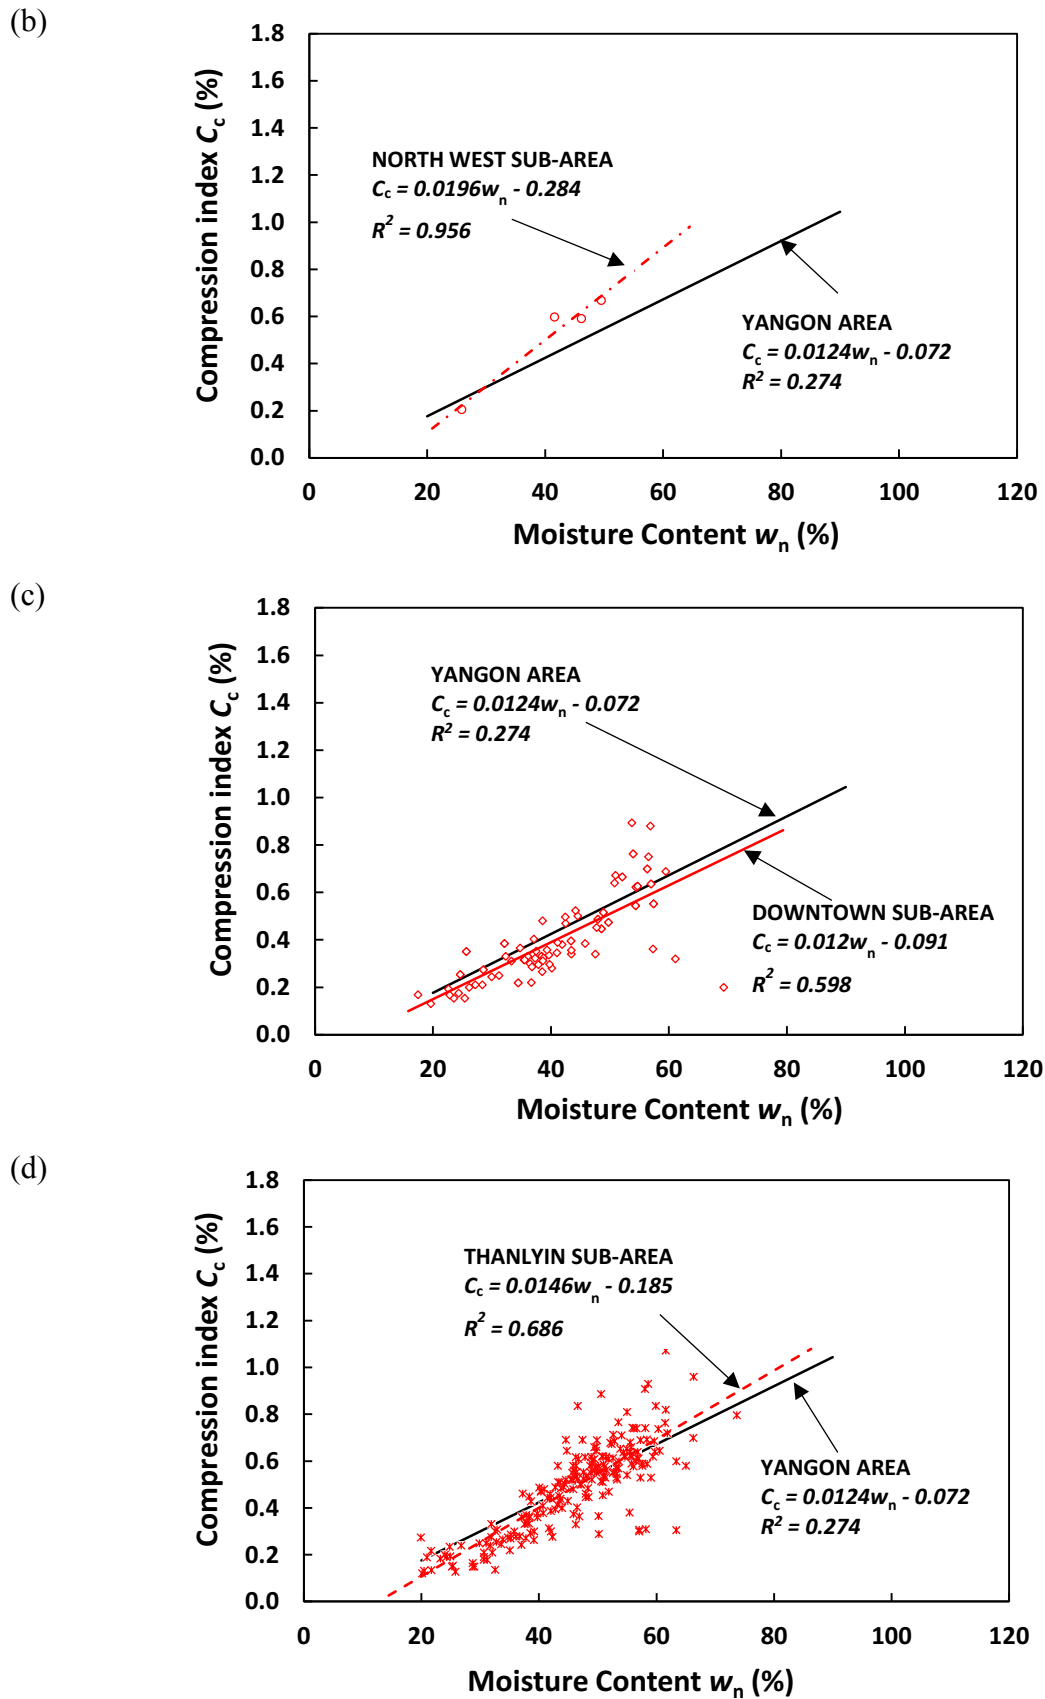 (b)
1.8
1.6
1.4
1.2
1.0
0.8
0.6
0.4
0.2
0.0
Compression index Cc (%)
NORTH WEST SUB-AREA
Cc = 0.0196wn - 0.284
R2 = 0.956
YANGON AREA
Cc = 0.0124wn - 0.072
R2 = 0.274
0 20 40 60 80 100 120
Moisture Content wn (%)
(c)
1.8
1.6
1.4
1.2
1.0
0.8
0.6
0.4
0.2
0.0
Compression index Cc (%)
YANGON AREA
Cc = 0.0124wn - 0.072
R2 = 0.274
DOWNTOWN SUB-AREA
Cc = 0.012wn - 0.091
R2 = 0.598
0 20 40 60 80 100 120
Moisture Content wn (%)
(d)
1.8
1.6
1.4
1.2
1.0
0.8
0.6
0.4
0.2
0.0
Compression index Cc (%)
THANLYIN SUB-AREA
Cc = 0.0146wn - 0.185
R2 = 0.686
YANGON AREA
Cc = 0.0124wn - 0.072
R2 = 0.274
0 20 40 60 80 100 120
Moisture Content wn (%)